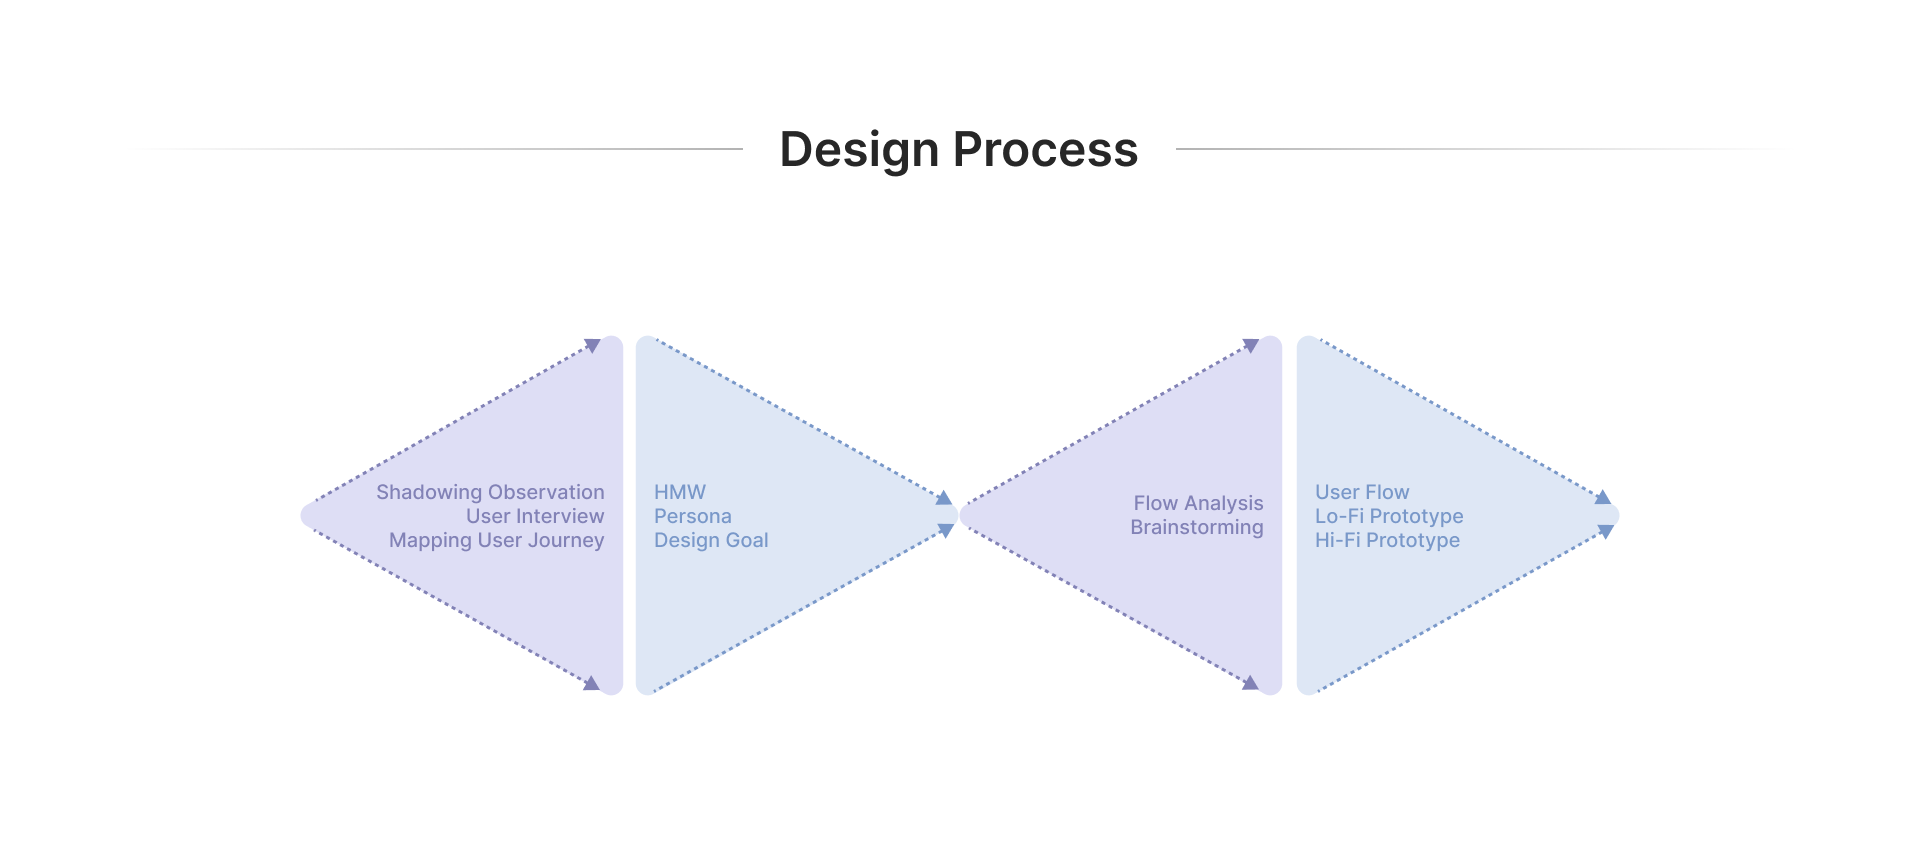 Design Process
Shadowing Observation
User Interview
Mapping User Journey
HMW
Persona
Design Goal
Flow Analysis
Brainstorming
User Flow
Lo-Fi Prototype
Hi-Fi Prototype